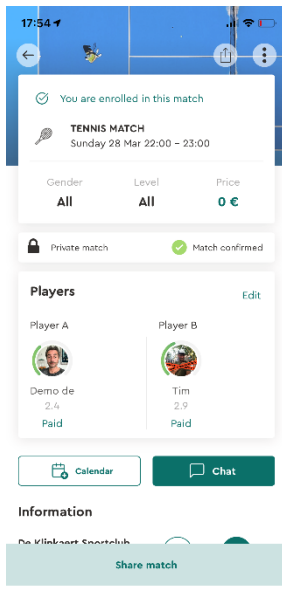 17:54
You are enrolled in this match
TENNIS MATCH
Sunday 28 Mar 22:00 – 23:00
Gender Level Price
All All 0 €
Private match Match confirmed
Players
Edit
Player A Player B
Demo de Tim
2.4 2.9
Paid Paid
Calendar Chat
Information
De Klinkaert Sportclub
Share match